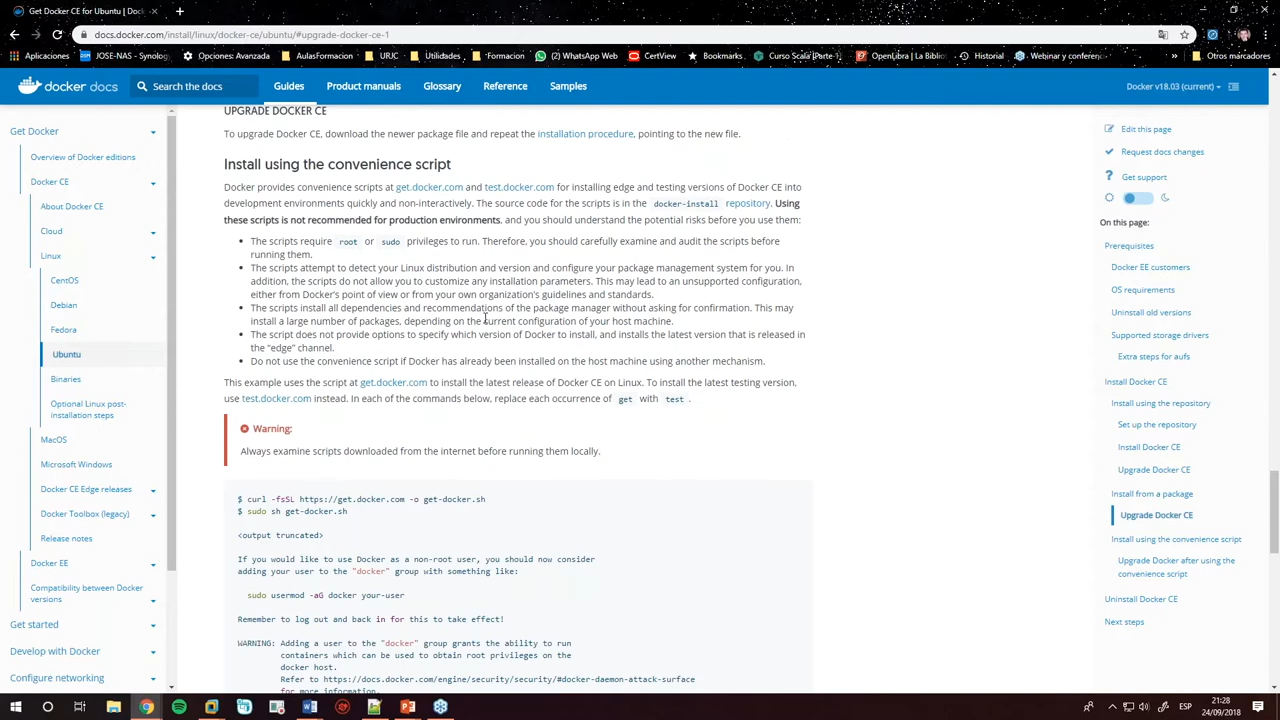 Get Docker CE for Ubuntu | Dock
docs.docker.com/install/linux/docker-ce/ubuntu/#upgrade-docker-ce-1
Aplicaciones
JOSE-NAS - Synolog
Opciones Avanzadas
AulasFormacion
URJC
Utilidades
*Formacion
(2) WhatsApp Web
CertView
Bookmarks
Curso Scala(Parte-1
OpenLibra | La Biblio
Historial
Webinar y conferenc
»
Otros marcadores
docker docs
Search the docs
Guides
Product manuals
Glossary
Reference
Samples
Docker v18.03 (current)
Get Docker
Overview of Docker editions
Docker CE
About Docker CE
Cloud
Linux
CentOS
Debian
Fedora
Ubuntu
Binaries
Optional Linux post-
installation steps
MacOS
Microsoft Windows
Docker CE Edge releases
Docker Toolbox (legacy)
Release notes
Docker EE
Compatibility between Docker
versions
Get started
Develop with Docker
Configure networking
UPGRADE DOCKER CE
To upgrade Docker CE, download the newer package file and repeat the installation procedure, pointing to the new file.
Install using the convenience script
Docker provides convenience scripts at get.docker.com and test.docker.com for installing edge and testing versions of Docker CE into
development environments quickly and non-interactively. The source code for the scripts is in the docker-install repository. Using
these scripts is not recommended for production environments, and you should understand the potential risks before you use them:
• The scripts require root or sudo privileges to run. Therefore, you should carefully examine and audit the scripts before
running them.
• The scripts attempt to detect your Linux distribution and version and configure your package management system for you. In
addition, the scripts do not allow you to customize any installation parameters. This may lead to an unsupported configuration,
either from Docker's point of view or from your own organization's guidelines and standards.
• The scripts install all dependencies and recommendations of the package manager without asking for confirmation. This may
install a large number of packages, depending on the current configuration of your host machine.
• The script does not provide options to specify which version of Docker to install, and installs the latest version that is released in
the "edge" channel.
• Do not use the convenience script if Docker has already been installed on the host machine using another mechanism.
This example uses the script at get.docker.com to install the latest release of Docker CE on Linux. To install the latest testing version,
use test.docker.com instead. In each of the commands below, replace each occurrence of get with test .
Warning:
Always examine scripts downloaded from the internet before running them locally.
$ curl -fsSL https://get.docker.com -o get-docker.sh
$ sudo sh get-docker.sh
<output truncated>
If you would like to use Docker as a non-root user, you should now consider
adding your user to the "docker" group with something like:
sudo usermod -aG docker your-user
Remember to log out and back in for this to take effect!
WARNING: Adding a user to the "docker" group grants the ability to run
containers which can be used to obtain root privileges on the
docker host.
Refer to https://docs.docker.com/engine/security/security/#docker-daemon-attack-surface
for more information.
Edit this page
Request docs changes
Get support
On this page:
Prerequisites
Docker EE customers
OS requirements
Uninstall old versions
Supported storage drivers
Extra steps for aufs
Install Docker CE
Install using the repository
Set up the repository
Install Docker CE
Upgrade Docker CE
Install from a package
Upgrade Docker CE
Install using the convenience script
Upgrade Docker after using the
convenience script
Uninstall Docker CE
Next steps
ESP
21:28
24/09/2018